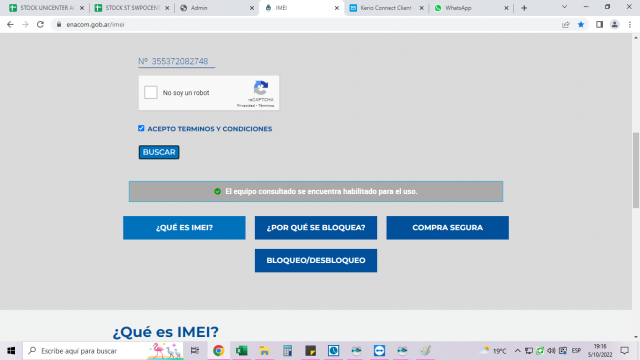 STOCK UNICENTER A
STOCK ST SWPOCENT
Admin
IMEI
Kerio Connect Client
WhatsApp
enacom.gob.ar/imei
Nº 355372082748
No soy un robot
reCAPTCHA
Privacidad - Términos
ACEPTO TERMINOS Y CONDICIONES
BUSCAR
El equipo consultado se encuentra habilitado para el uso.
¿QUÉ ES IMEI?
¿POR QUÉ SE BLOQUEA?
COMPRA SEGURA
BLOQUEO/DESBLOQUEO
¿Qué es IMEI?
Escribe aquí para buscar
19°C
ESP
19:16
5/10/2022